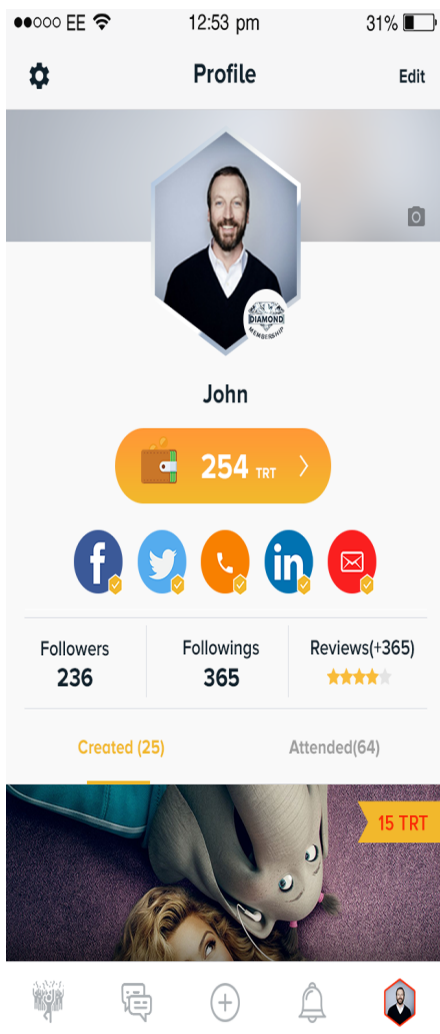 EE 12:53 pm 31%
Profile
Edit
DIAMOND
MEMBERSHIP
John
254 TRT
f
in
Followers
236
Followings
365
Reviews(+365)
Created (25)
Attended(64)
15 TRT